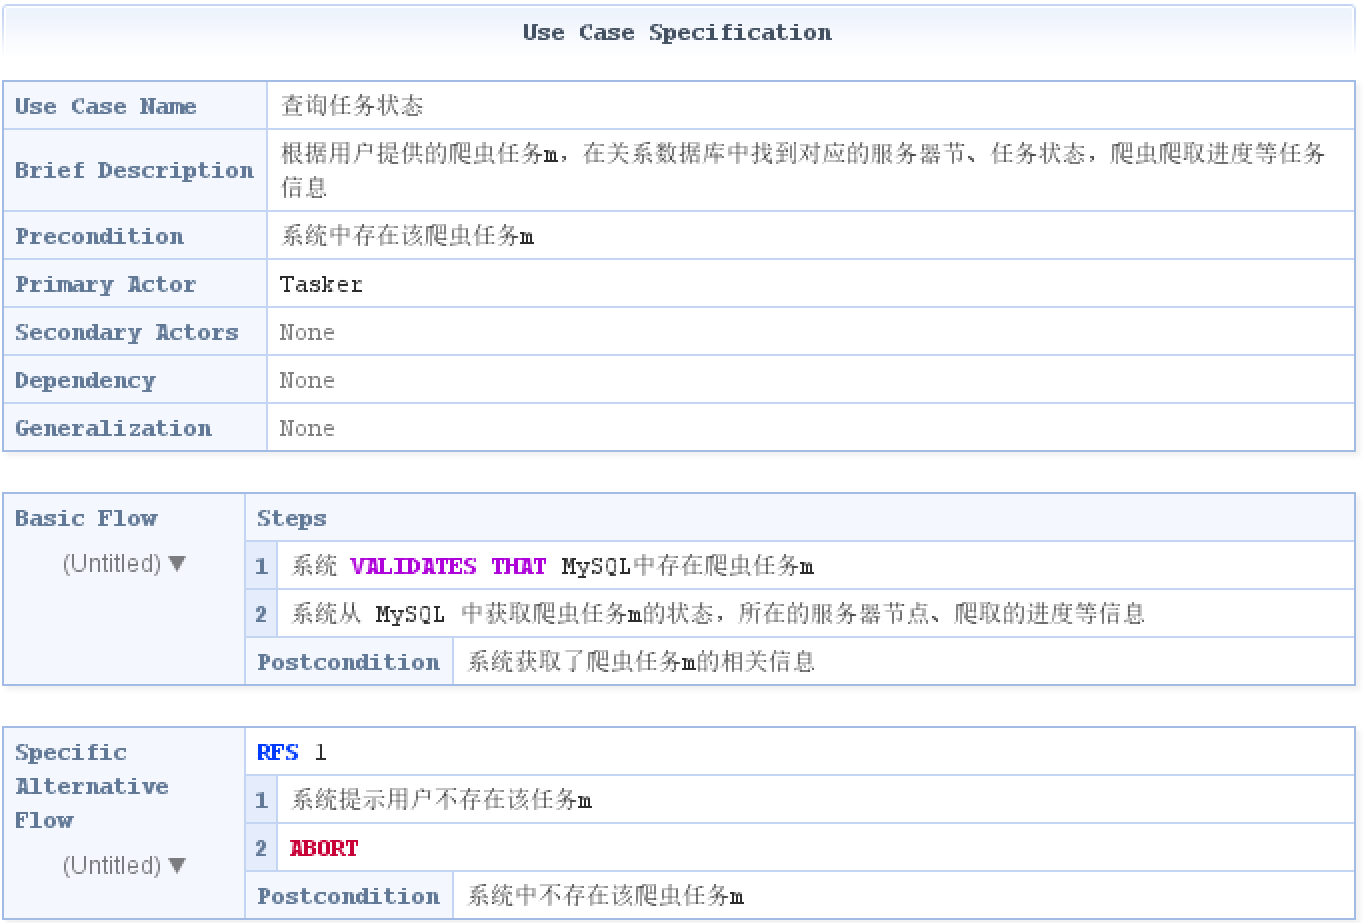 Use Case Specification
Use Case Name 查询任务状态
Brief Description 根据用户提供的爬虫任务m，在关系数据库中找到对应的服务器节、任务状态，爬虫爬取进度等任务
信息
Precondition 系统中存在该爬虫任务m
Primary Actor Tasker
Secondary Actors None
Dependency None
Generalization None
Basic Flow Steps
(Untitled) ▼ 1 系统 VALIDATES THAT MySQL中存在爬虫任务m
2 系统从 MySQL 中获取爬虫任务m的状态，所在的服务器节点、爬取的进度等信息
Postcondition 系统获取了爬虫任务m的相关信息
Specific RFS 1
Alternative 1 系统提示用户不存在该任务m
Flow
(Untitled) ▼ 2 ABORT
Postcondition 系统中不存在该爬虫任务m